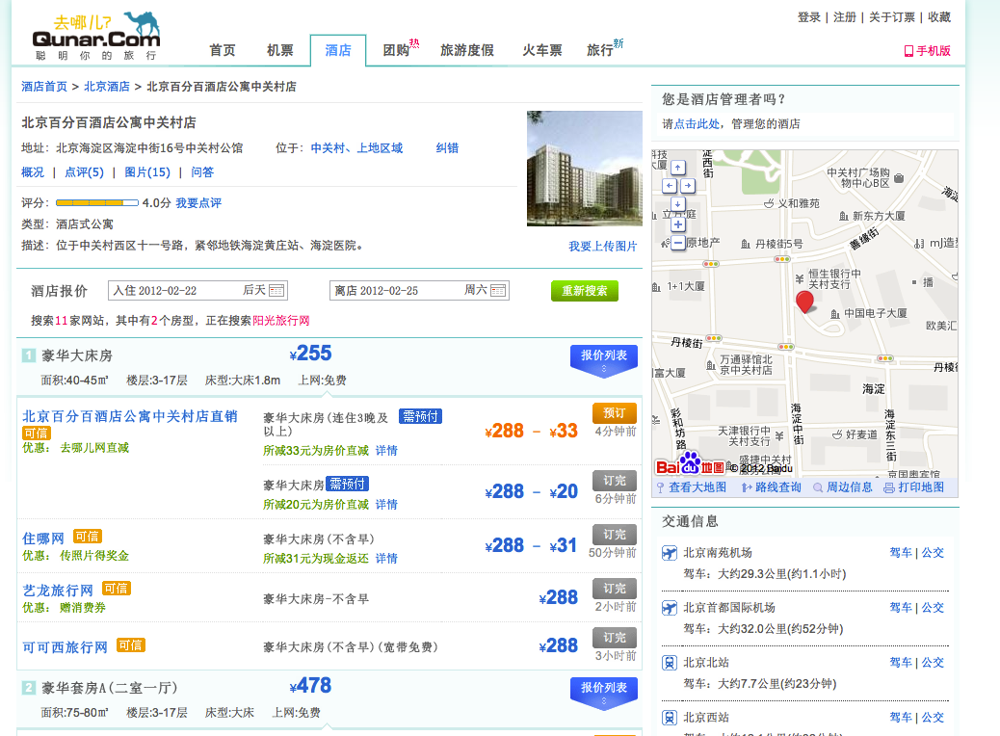 登录 | 注册 | 关于订票 | 收藏
去哪儿?
Qunar.Com
聪明你的旅行
首页 机票 酒店 团购 热 旅游度假 火车票 旅行 新
手机版
酒店首页 > 北京酒店 > 北京百分百酒店公寓中关村店
北京百分百酒店公寓中关村店
地址: 北京海淀区海淀中街16号中关村公馆 位于: 中关村、上地区域 纠错
概况 | 点评(5) | 图片(15) | 问答
评分: 4.0分 我要点评
类型: 酒店式公寓
描述: 位于中关村西区十一号路,紧邻地铁海淀黄庄站、海淀医院。
我要上传图片
酒店报价 入住 2012-02-22 后天 离店 2012-02-25 周六 重新搜索
搜索11家网站,其中有2个房型,正在搜索阳光旅行网
1 豪华大床房 ¥255 报价列表
面积:40-45㎡ 楼层:3-17层 床型:大床1.8m 上网:免费
北京百分百酒店公寓中关村店直销
可信
优惠: 去哪儿网直减
豪华大床房(连住3晚及以上) 需预付
所减33元为房价直减 详情
¥288 - ¥33
预订
4分钟前
豪华大床房 需预付
所减20元为房价直减 详情
¥288 - ¥20
订完
6分钟前
住哪网 可信
优惠: 传照片得奖金
豪华大床房(不含早)
所减31元为现金返还 详情
¥288 - ¥31
订完
50分钟前
艺龙旅行网 可信
优惠: 赠消费券
豪华大床房-不含早
¥288
订完
2小时前
可可西旅行网 可信
豪华大床房(不含早)(宽带免费)
¥288
订完
3小时前
2 豪华套房A(二室一厅) ¥478 报价列表
面积:75-80㎡ 楼层:3-17层 床型:大床 上网:免费
您是酒店管理者吗?
请点击此处,管理您的酒店
科技
大厦
淀西街
中关村广场购
物中心B区
海淀
义和雅苑
立方庭
新东方大厦
善缘街
原地产
丹棱街5号
mJ造型
恒生银行中
关村支行
播
1+1大厦
中国电子大厦
欧美汇
丹棱街
万通驿馆北
京中关村店
富大厦
丹棱街
海淀
彩和坊路
海淀中街
海淀东三街
天津银行中
关村支行
好麦道
盛捷中关村
京国奥宾馆
Bai du 地图 © 2012 Baidu
查看大地图 路线查询 周边信息 打印地图
交通信息
北京南苑机场 驾车 | 公交
驾车: 大约29.3公里(约1.1小时)
北京首都国际机场 驾车 | 公交
驾车: 大约32.0公里(约52分钟)
北京北站 驾车 | 公交
驾车: 大约7.7公里(约23分钟)
北京西站 驾车 | 公交